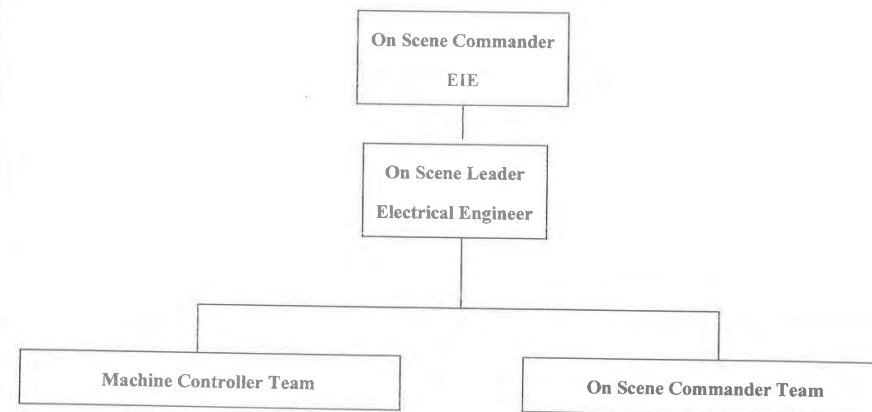 On Scene Commander
EIE
On Scene Leader
Electrical Engineer
Machine Controller Team
On Scene Commander Team